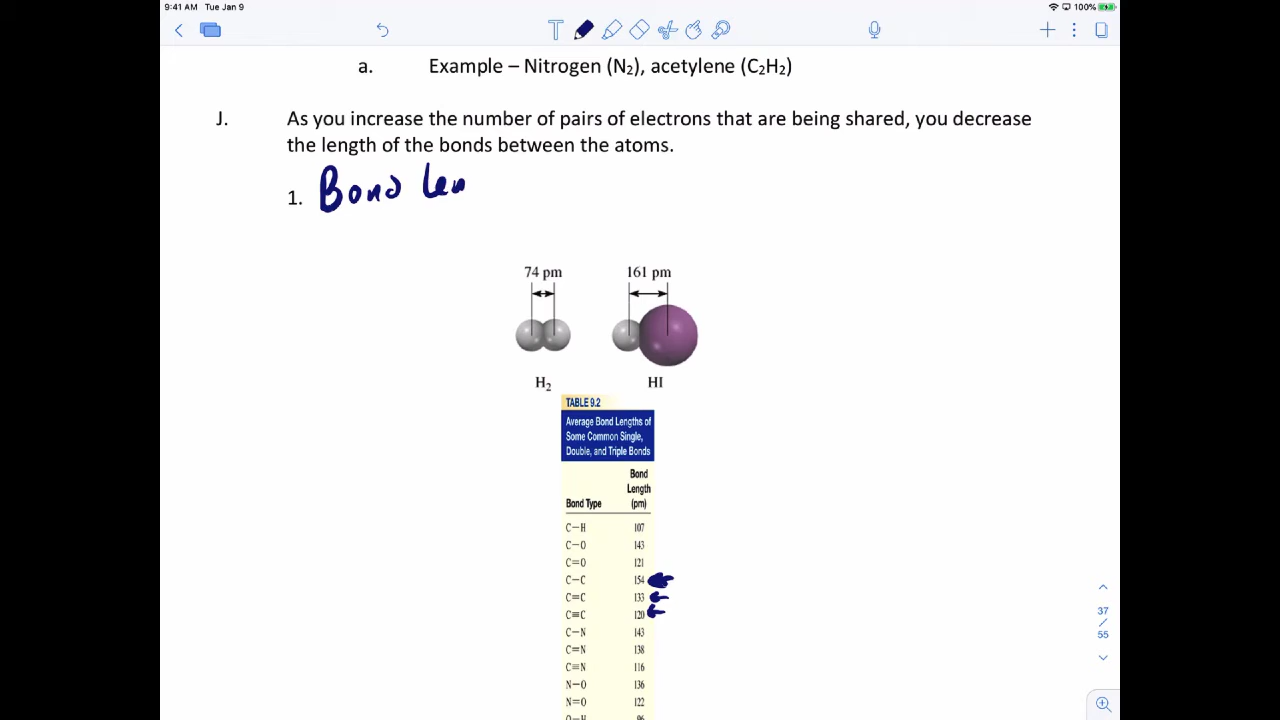 9:41 AM Tue Jan 9
100%
a. Example – Nitrogen (N₂), acetylene (C₂H₂)
J. As you increase the number of pairs of electrons that are being shared, you decrease
the length of the bonds between the atoms.
1. Bond Len
74 pm 161 pm
H₂ HI
TABLE 9.2
Average Bond Lengths of
Some Common Single,
Double, and Triple Bonds
Bond
Length
Bond Type (pm)
C–H 107
C–O 143
C=O 121
C–C 154
C=C 133
C≡C 120
C–N 143
C=N 138
C≡N 116
N–O 136
N=O 122
O–H 96
37
/
55